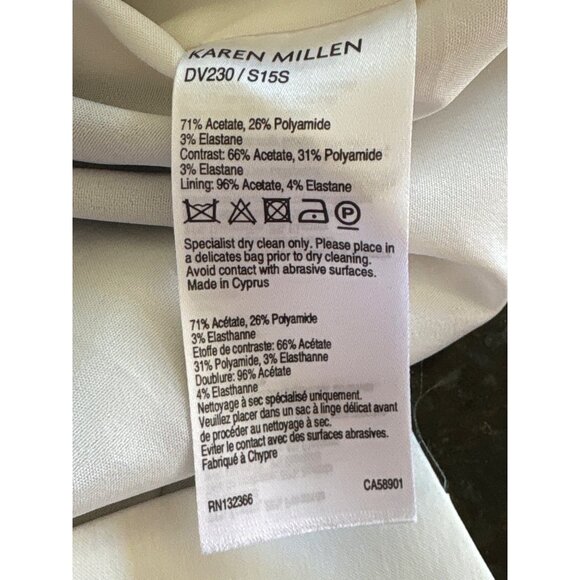 KAREN MILLEN
DV230 / S15S
71% Acetate, 26% Polyamide
3% Elastane
Contrast: 66% Acetate, 31% Polyamide
3% Elastane
Lining: 96% Acetate, 4% Elastane
P
Specialist dry clean only. Please place in
a delicates bag prior to dry cleaning.
Avoid contact with abrasive surfaces.
Made in Cyprus
71% Acétate, 26% Polyamide
3% Elasthanne
Etoffe de contraste: 66% Acétate
31% Polyamide, 3% Elasthanne
Doublure: 96% Acétate
4% Elasthanne
Nettoyage à sec spécialisé uniquement.
Veuillez placer dans un sac à linge délicat avant
de procéder au nettoyage à sec.
Eviter le contact avec des surfaces abrasives.
Fabriqué à Chypre
RN132366
CA58901